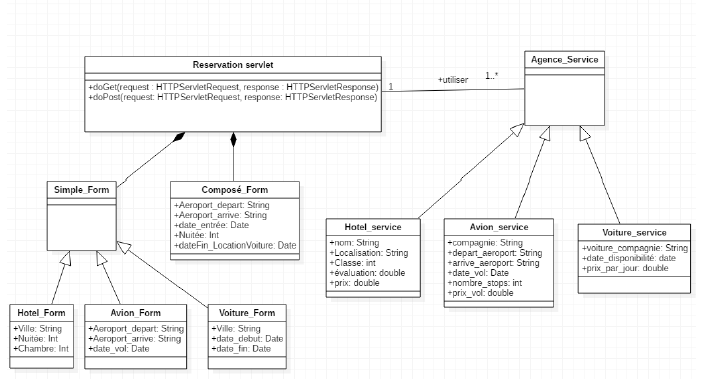 Reservation servlet
+doGet(request : HTTPServletRequest, response : HTTPServletResponse)
+doPost(request: HTTPServletRequest, response: HTTPServletResponse)
1
+utiliser
1..*
Agence_Service
Simple_Form
Composé_Form
+Aeroport_depart: String
+Aeroport_arrive: String
+date_entrée: Date
+Nuitée: Int
+dateFin_LocationVoiture: Date
Hotel_service
+nom: String
+Localisation: String
+Classe: int
+évaluation: double
+prix: double
Avion_service
+compagnie: String
+depart_aeroport: String
+arrive_aeroport: String
+date_vol: Date
+nombre_stops: int
+prix_vol: double
Voiture_service
+voiture_compagnie: String
+date_disponibilité: date
+prix_par_jour: double
Hotel_Form
+Ville: String
+Nuitée: Int
+Chambre: Int
Avion_Form
+Aeroport_depart: String
+Aeroport_arrive: String
+date_vol: Date
Voiture_Form
+Ville: String
+date_debut: Date
+date_fin: Date